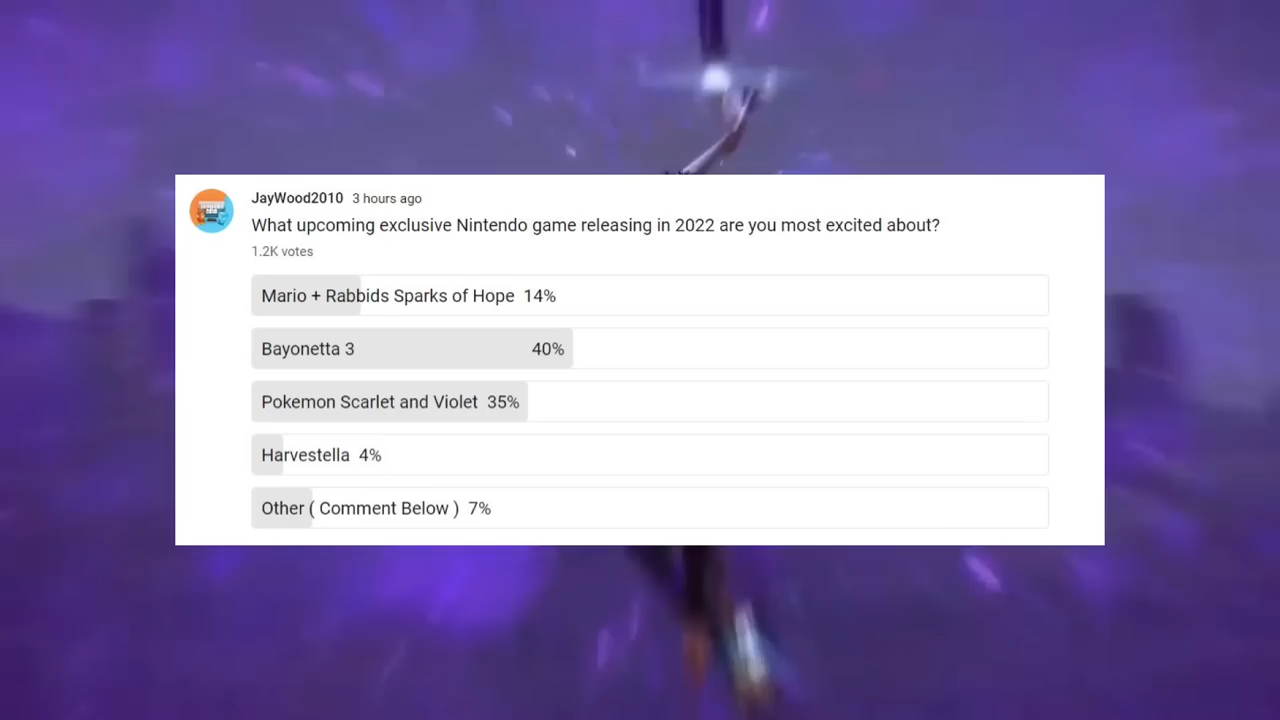 JayWood2010 3 hours ago
What upcoming exclusive Nintendo game releasing in 2022 are you most excited about?
1.2K votes
Mario + Rabbids Sparks of Hope 14%
Bayonetta 3 40%
Pokemon Scarlet and Violet 35%
Harvestella 4%
Other ( Comment Below ) 7%